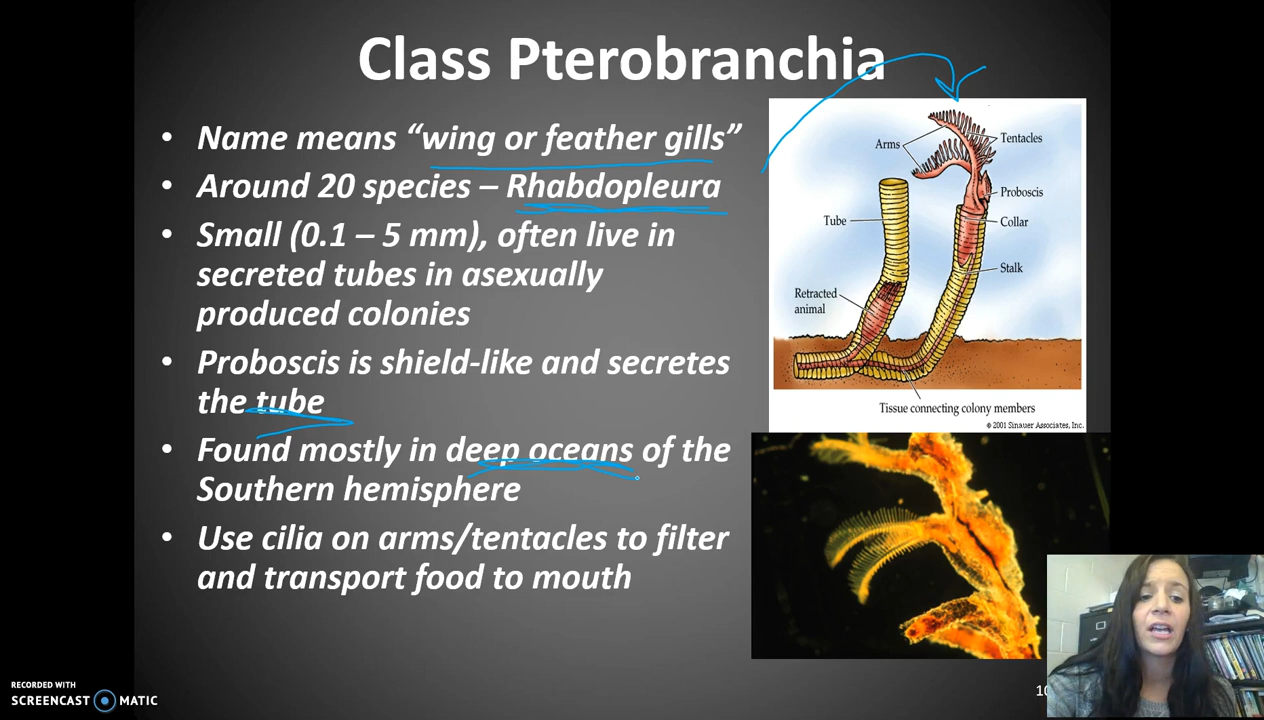 Class Pterobranchia
• Name means “wing or feather gills”
• Around 20 species – Rhabdopleura
• Small (0.1 – 5 mm), often live in
secreted tubes in asexually
produced colonies
• Proboscis is shield-like and secretes
the tube
• Found mostly in deep oceans of the
Southern hemisphere
• Use cilia on arms/tentacles to filter
and transport food to mouth
Arms
Tentacles
Proboscis
Tube
Collar
Stalk
Retracted
animal
Tissue connecting colony members
© 2001 Sinauer Associates, Inc.
RECORDED WITH
SCREENCAST MATIC